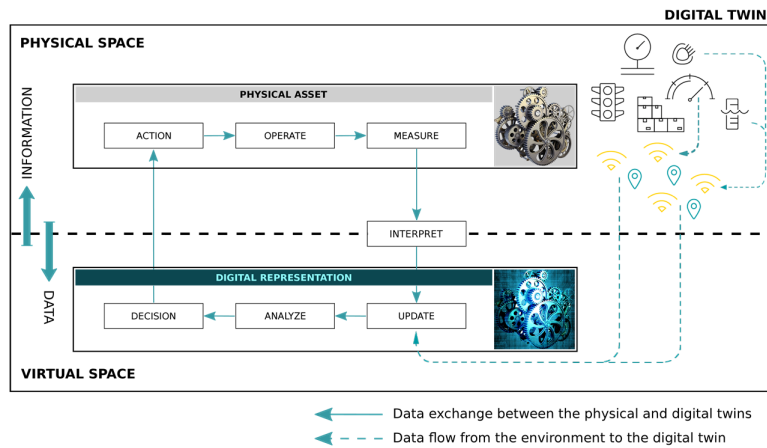 DIGITAL TWIN
PHYSICAL SPACE
PHYSICAL ASSET
ACTION
OPERATE
MEASURE
INFORMATION
INTERPRET
DATA
DIGITAL REPRESENTATION
DECISION
ANALYZE
UPDATE
VIRTUAL SPACE
Data exchange between the physical and digital twins
Data flow from the environment to the digital twin